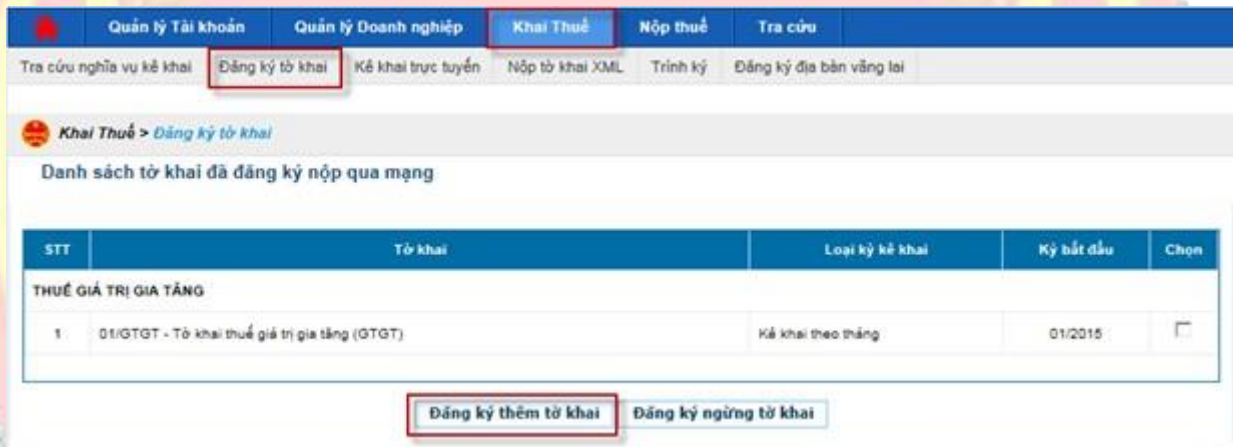 Quản lý Tài khoản Quản lý Doanh nghiệp Khai Thuế Nộp thuế Tra cứu
Tra cứu nghĩa vụ kê khai Đăng ký tờ khai Kê khai trực tuyến Nộp tờ khai XML Trình ký Đăng ký địa bàn vãng lai
Khai Thuế > Đăng ký tờ khai
Danh sách tờ khai đã đăng ký nộp qua mạng
STT Tờ khai Loại kỳ kê khai Kỳ bắt đầu Chọn
THUẾ GIÁ TRỊ GIA TĂNG
1 01/GTGT - Tờ khai thuế giá trị gia tăng (GTGT) Kê khai theo tháng 01/2015
Đăng ký thêm tờ khai Đăng ký ngừng tờ khai